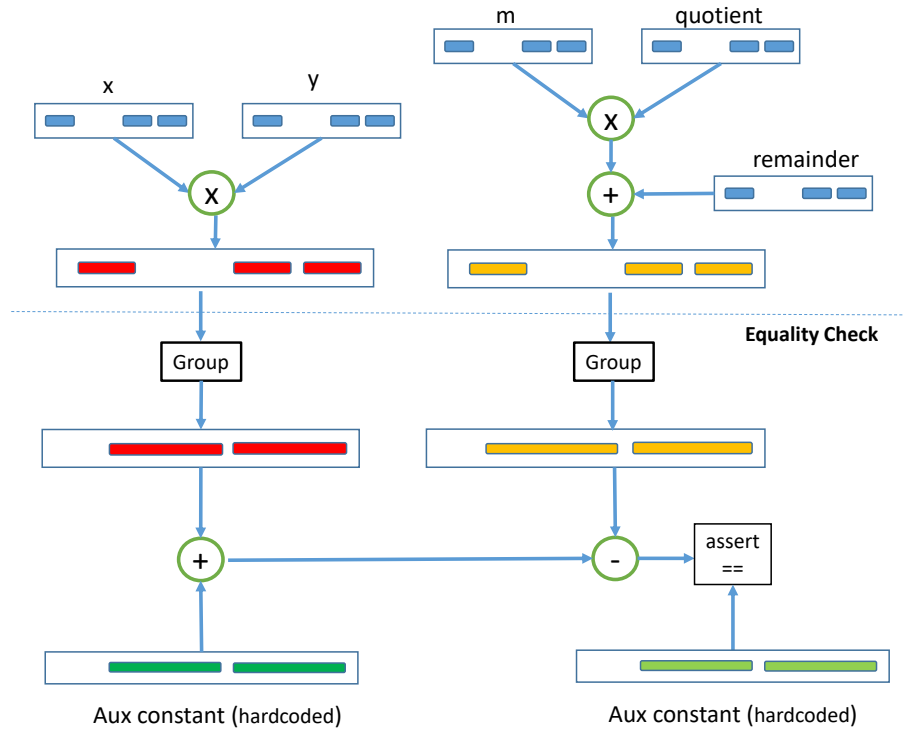 m
quotient
x
y
x
x
remainder
+
Equality Check
Group
Group
+
-
assert
==
Aux constant (hardcoded)
Aux constant (hardcoded)